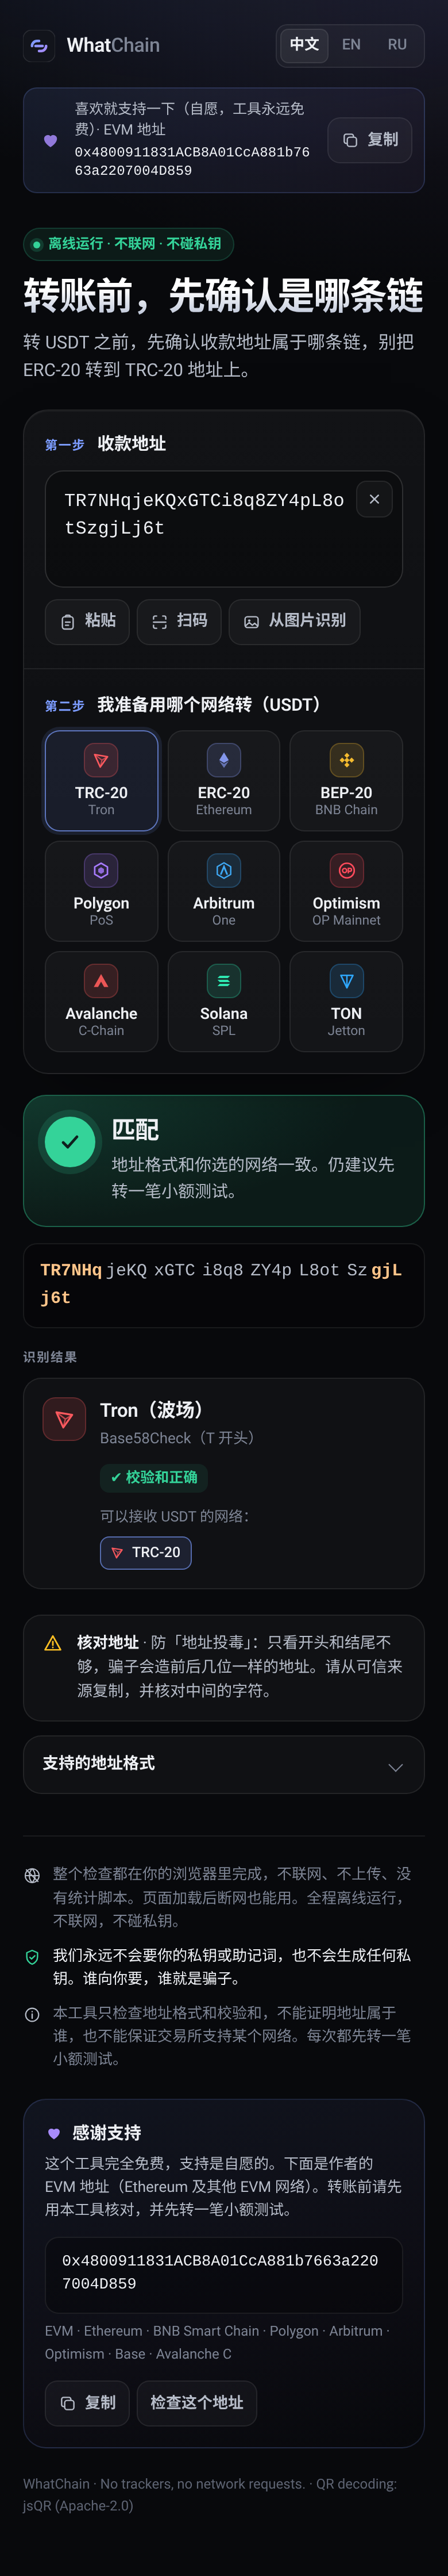 WhatChain
中文 EN RU
喜欢就支持一下（自愿，工具永远免
费）· EVM 地址
0x4800911831ACB8A01CcA881b76
63a2207004D859
复制
离线运行 · 不联网 · 不碰私钥
转账前，先确认是哪条链
转 USDT 之前，先确认收款地址属于哪条链，别把
ERC-20 转到 TRC-20 地址上。
第一步 收款地址
TR7NHqjeKQxGTCi8q8ZY4pL8o
tSzgjLj6t
粘贴 扫码 从图片识别
第二步 我准备用哪个网络转（USDT）
TRC-20 ERC-20 BEP-20
Tron Ethereum BNB Chain
Polygon Arbitrum Optimism
PoS One OP Mainnet
Avalanche Solana TON
C-Chain SPL Jetton
匹配
地址格式和你选的网络一致。仍建议先
转一笔小额测试。
TR7NHq jeKQ xGTC i8q8 ZY4p L8ot Sz gjL
j6t
识别结果
Tron（波场）
Base58Check（T 开头）
✔ 校验和正确
可以接收 USDT 的网络：
TRC-20
核对地址 · 防「地址投毒」：只看开头和结尾不
够，骗子会造前后几位一样的地址。请从可信来
源复制，并核对中间的字符。
支持的地址格式
整个检查都在你的浏览器里完成，不联网、不上传、没
有统计脚本。页面加载后断网也能用。全程离线运行，
不联网，不碰私钥。
我们永远不会要你的私钥或助记词，也不会生成任何私
钥。谁向你要，谁就是骗子。
本工具只检查地址格式和校验和，不能证明地址属于
谁，也不能保证交易所支持某个网络。每次都先转一笔
小额测试。
感谢支持
这个工具完全免费，支持是自愿的。下面是作者的
EVM 地址（Ethereum 及其他 EVM 网络）。转账前请先
用本工具核对，并先转一笔小额测试。
0x4800911831ACB8A01CcA881b7663a220
7004D859
EVM · Ethereum · BNB Smart Chain · Polygon · Arbitrum ·
Optimism · Base · Avalanche C
复制 检查这个地址
WhatChain · No trackers, no network requests. · QR decoding:
jsQR (Apache-2.0)